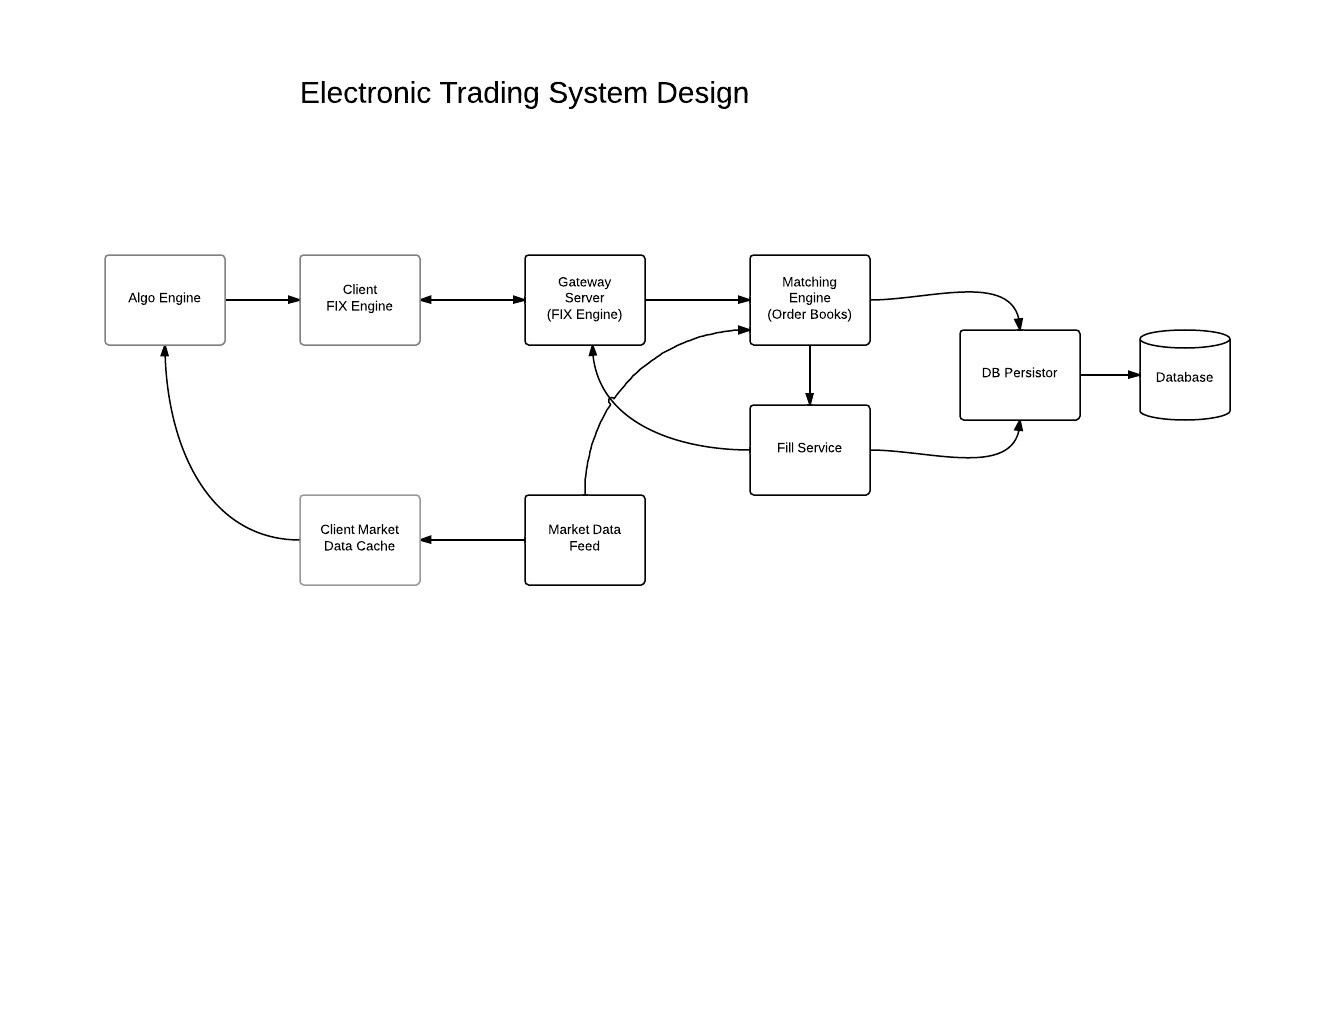 Electronic Trading System Design
Algo Engine
Client
FIX Engine
Gateway
Server
(FIX Engine)
Matching
Engine
(Order Books)
DB Persistor
Database
Fill Service
Client Market
Data Cache
Market Data
Feed